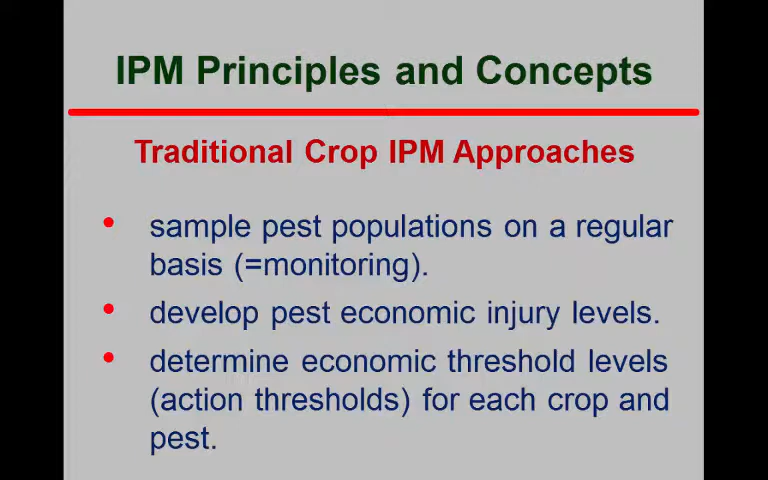 IPM Principles and Concepts
Traditional Crop IPM Approaches
• sample pest populations on a regular
basis (=monitoring).
• develop pest economic injury levels.
• determine economic threshold levels
(action thresholds) for each crop and
pest.